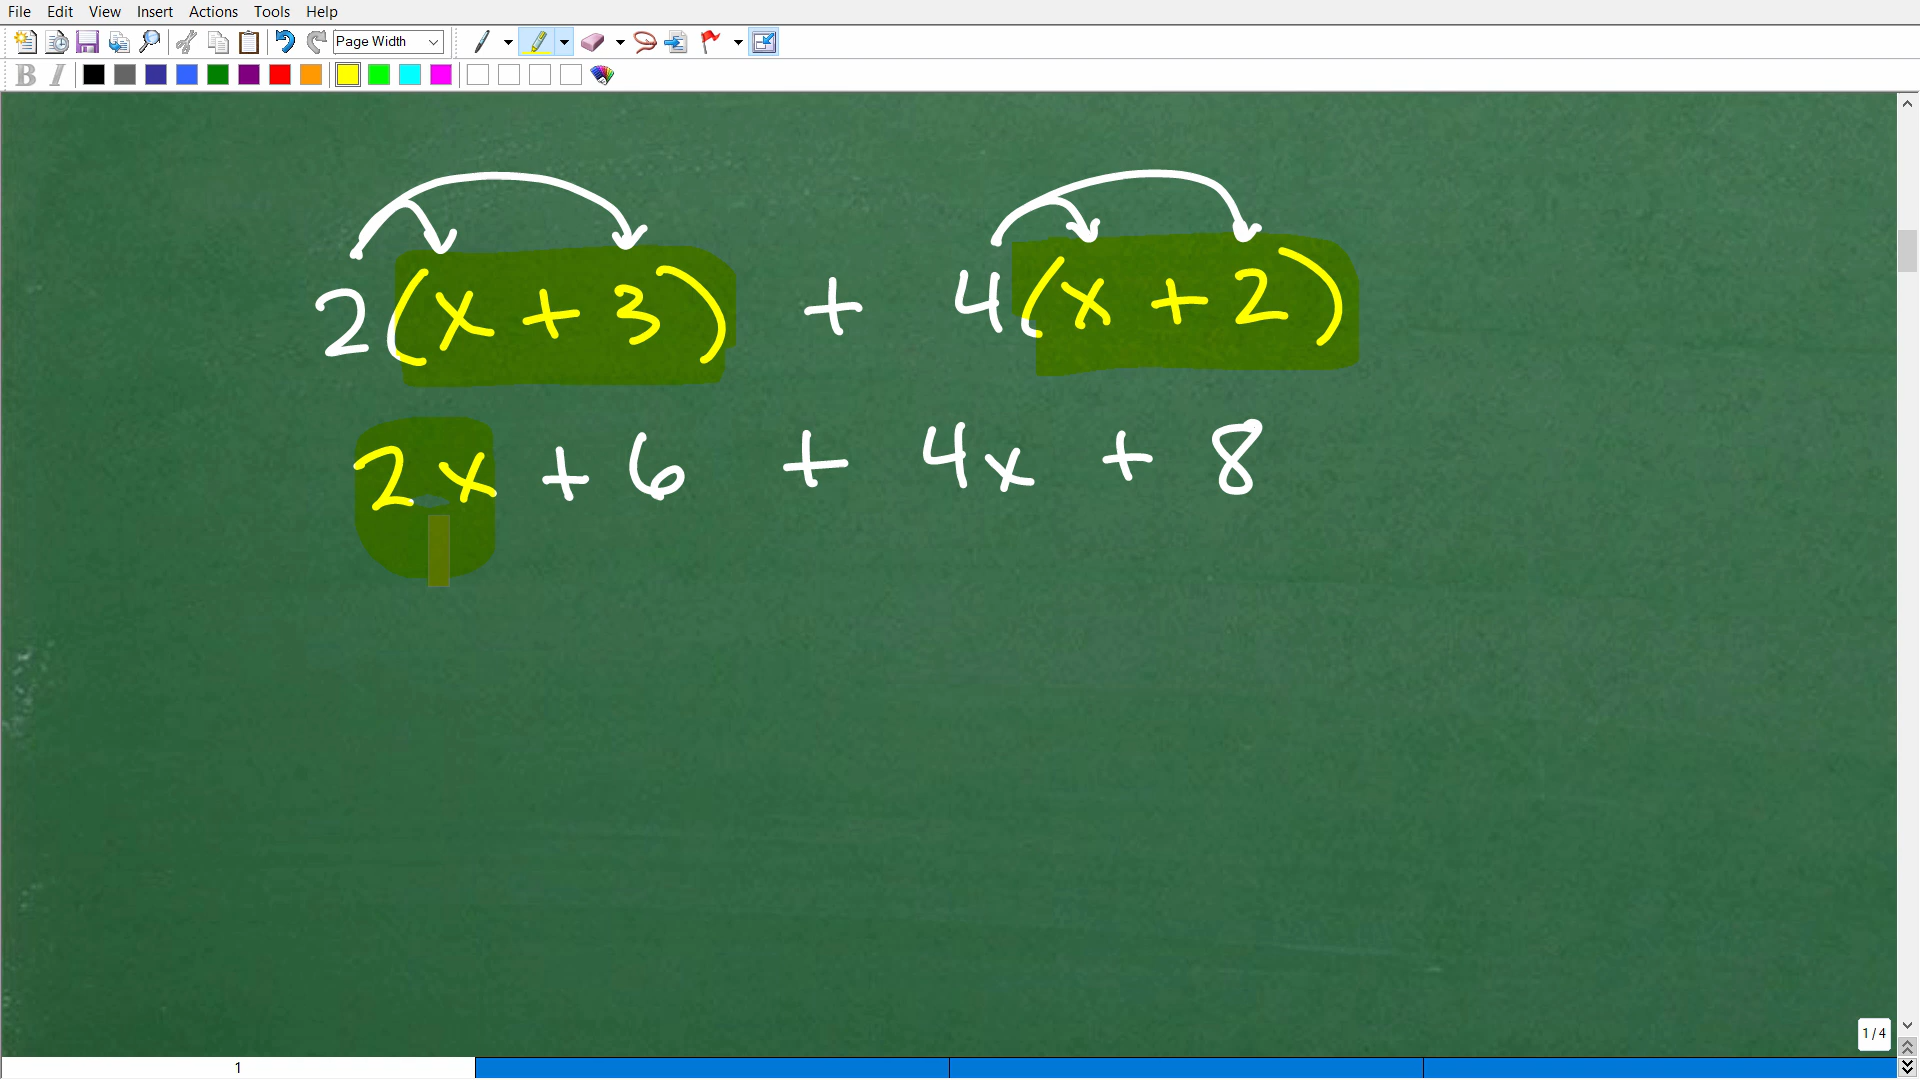 File Edit View Insert Actions Tools Help
Page Width
B I
2(x + 3) + 4(x + 2)
2x + 6 + 4x + 8
1 / 4
1